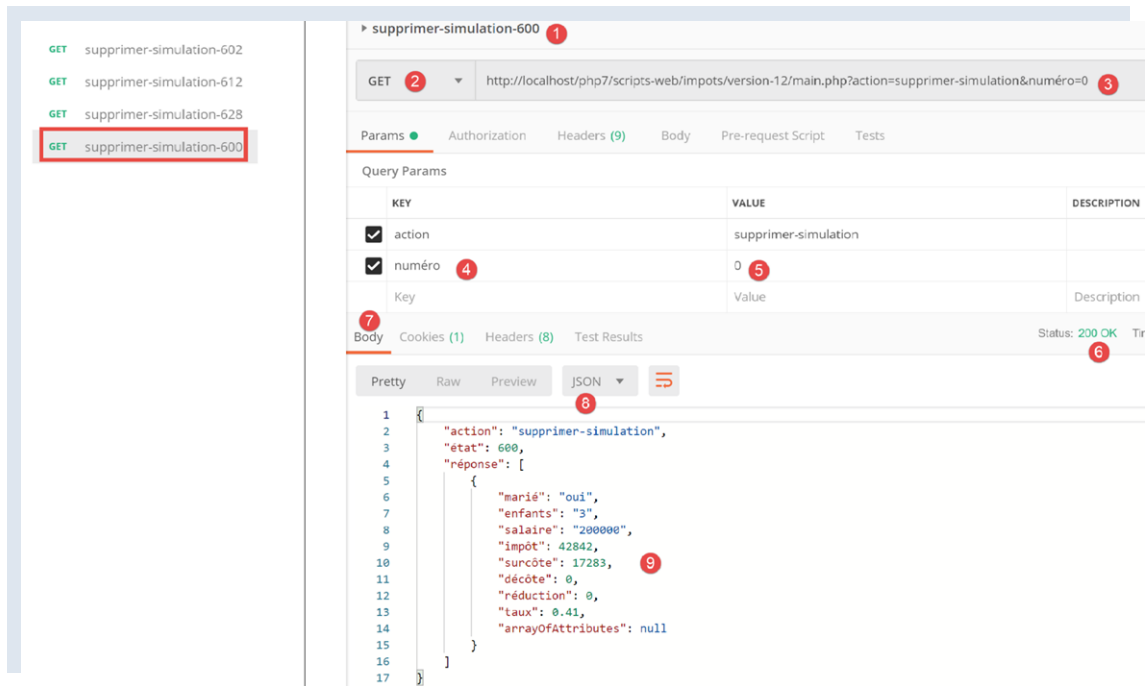 GET supprimer-simulation-602
GET supprimer-simulation-612
GET supprimer-simulation-628
GET supprimer-simulation-600
supprimer-simulation-600 1
GET 2 http://localhost/php7/scripts-web/impots/version-12/main.php?action=supprimer-simulation&numéro=0 3
Params Authorization Headers (9) Body Pre-request Script Tests
Query Params
KEY VALUE DESCRIPTION
action supprimer-simulation
numéro 4 0 5
Key Value Description
7
Body Cookies (1) Headers (8) Test Results Status: 200 OK
6
Pretty Raw Preview JSON
8
1 {
2 "action": "supprimer-simulation",
3 "état": 600,
4 "réponse": [
5 {
6 "marié": "oui",
7 "enfants": "3",
8 "salaire": "200000",
9 "impôt": 42842,
10 "surcôte": 17283, 9
11 "décôte": 0,
12 "réduction": 0,
13 "taux": 0.41,
14 "arrayOfAttributes": null
15 }
16 ]
17 }